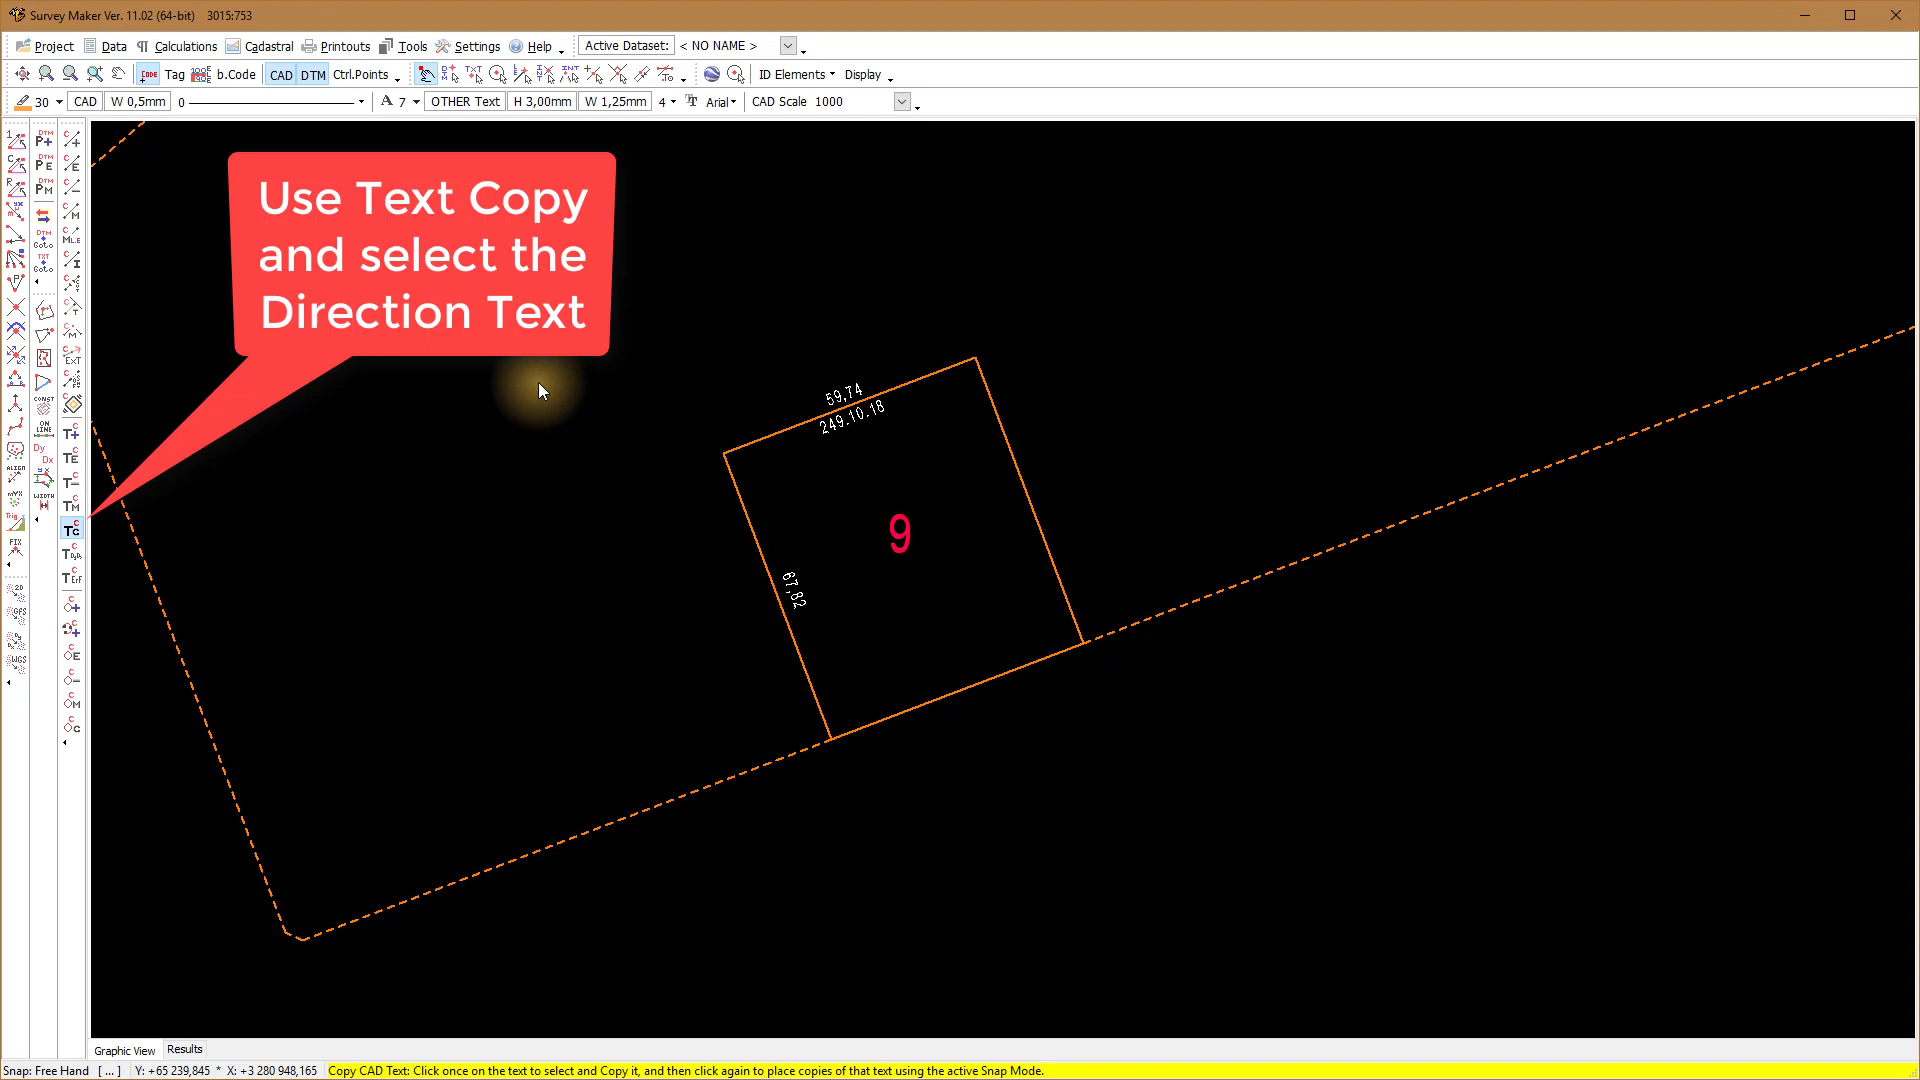 Survey Maker Ver. 11.02 (64-bit) 3015:753
Project Data Calculations Cadastral Printouts Tools Settings Help Active Dataset: < NO NAME >
CODE Tag b.Code CAD DTM Ctrl.Points ID Elements Display
30 CAD W 0,5mm 0 A 7 OTHER Text H 3,00mm W 1,25mm 4 Arial CAD Scale 1000
Use Text Copy
and select the
Direction Text
59,74
249.10.18
9
67,82
Graphic View Results
Snap: Free Hand [ ... ] Y: +65 239,845 * X: +3 280 948,165 Copy CAD Text: Click once on the text to select and Copy it, and then click again to place copies of that text using the active Snap Mode.